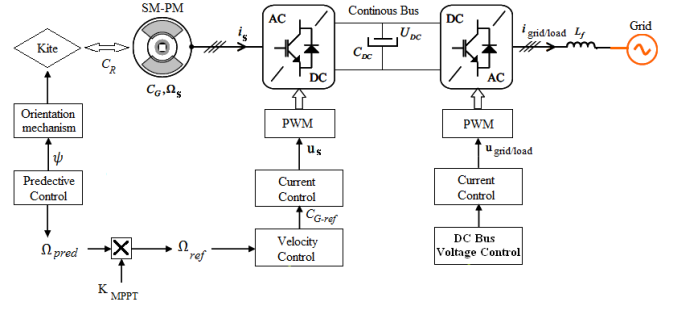 SM-PM
Kite
C_R
C_G,Ω_s
i_s
AC
DC
Continous Bus
U_DC
C_DC
DC
AC
i_grid/load
L_f
Grid
Orientation
mechanism
ψ
Predective
Control
Ω_pred
K_MPPT
Ω_ref
PWM
u_s
Current
Control
C_G-ref
Velocity
Control
PWM
u_grid/load
Current
Control
DC Bus
Voltage Control